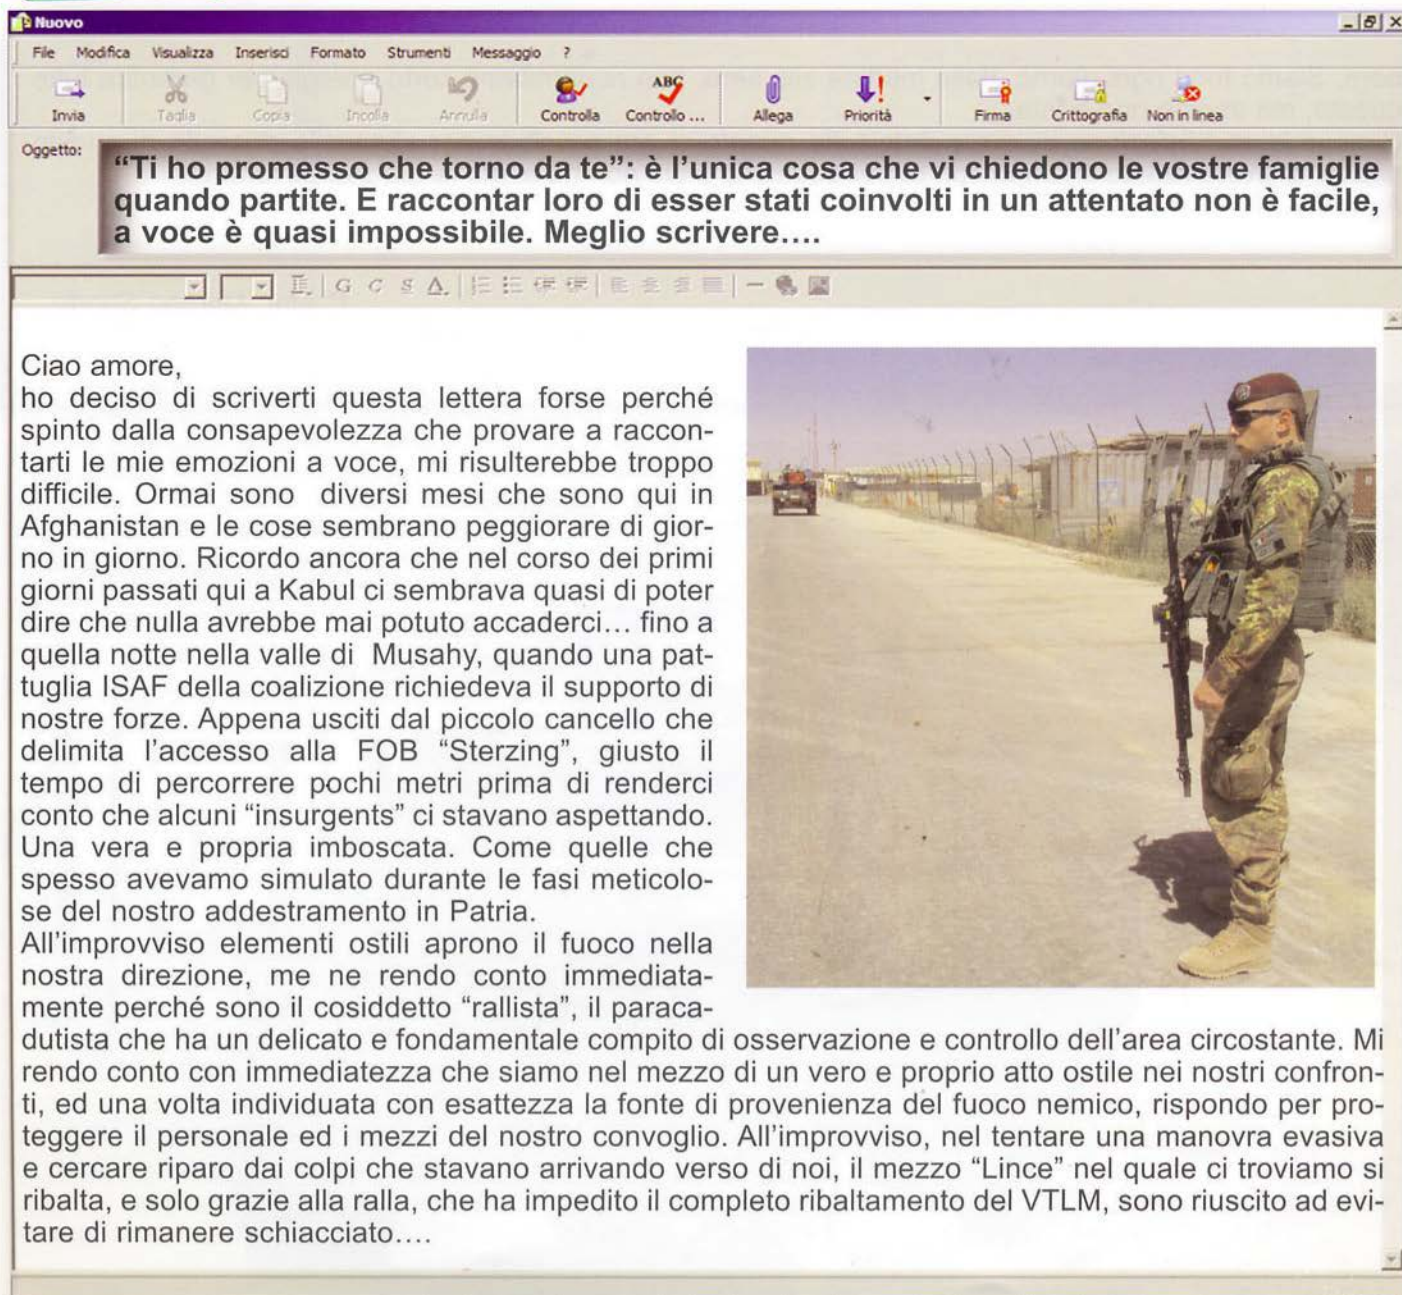 Nuovo
File Modifica Visualizza Inserisci Formato Strumenti Messaggio ?
Invia Taglia Copia Incolla Annulla Controlla Controllo ... Allega Priorità Firma Crittografia Non in linea
Oggetto:
“Ti ho promesso che torno da te”: è l’unica cosa che vi chiedono le vostre famiglie
quando partite. E raccontar loro di esser stati coinvolti in un attentato non è facile,
a voce è quasi impossibile. Meglio scrivere….
G C S A
Ciao amore,
ho deciso di scriverti questa lettera forse perché
spinto dalla consapevolezza che provare a raccon-
tarti le mie emozioni a voce, mi risulterebbe troppo
difficile. Ormai sono diversi mesi che sono qui in
Afghanistan e le cose sembrano peggiorare di gior-
no in giorno. Ricordo ancora che nel corso dei primi
giorni passati qui a Kabul ci sembrava quasi di poter
dire che nulla avrebbe mai potuto accaderci… fino a
quella notte nella valle di Musahy, quando una pat-
tuglia ISAF della coalizione richiedeva il supporto di
nostre forze. Appena usciti dal piccolo cancello che
delimita l’accesso alla FOB “Sterzing”, giusto il
tempo di percorrere pochi metri prima di renderci
conto che alcuni “insurgents” ci stavano aspettando.
Una vera e propria imboscata. Come quelle che
spesso avevamo simulato durante le fasi meticolo-
se del nostro addestramento in Patria.
All’improvviso elementi ostili aprono il fuoco nella
nostra direzione, me ne rendo conto immediata-
mente perché sono il cosiddetto “rallista”, il paraca-
dutista che ha un delicato e fondamentale compito di osservazione e controllo dell’area circostante. Mi
rendo conto con immediatezza che siamo nel mezzo di un vero e proprio atto ostile nei nostri confron-
ti, ed una volta individuata con esattezza la fonte di provenienza del fuoco nemico, rispondo per pro-
teggere il personale ed i mezzi del nostro convoglio. All’improvviso, nel tentare una manovra evasiva
e cercare riparo dai colpi che stavano arrivando verso di noi, il mezzo “Lince” nel quale ci troviamo si
ribalta, e solo grazie alla ralla, che ha impedito il completo ribaltamento del VTLM, sono riuscito ad evi-
tare di rimanere schiacciato….